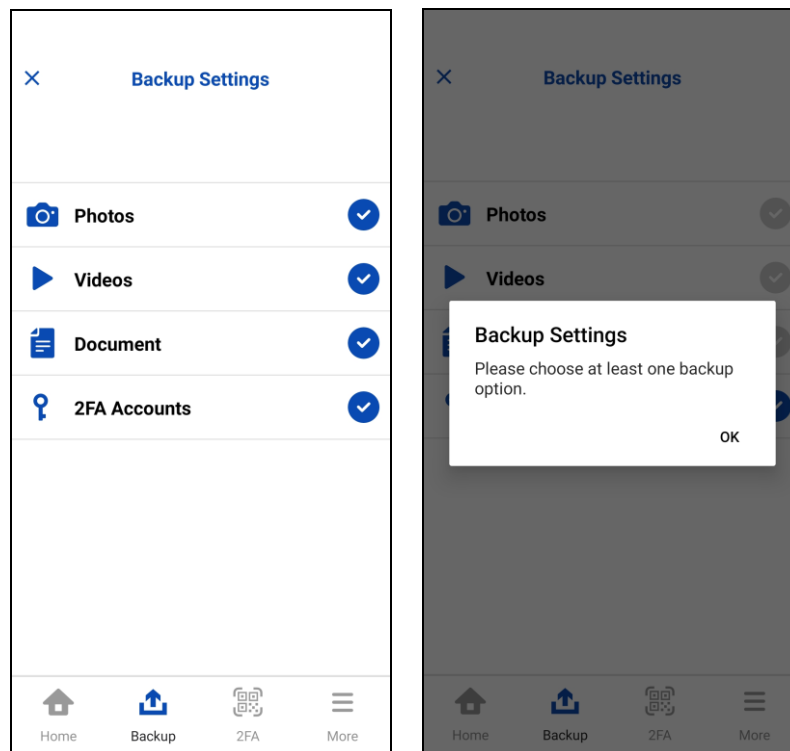 Backup Settings
Photos
Videos
Document
2FA Accounts
Home Backup 2FA More
Backup Settings
Photos
Videos
Backup Settings
Please choose at least one backup
option.
OK
Home Backup 2FA More